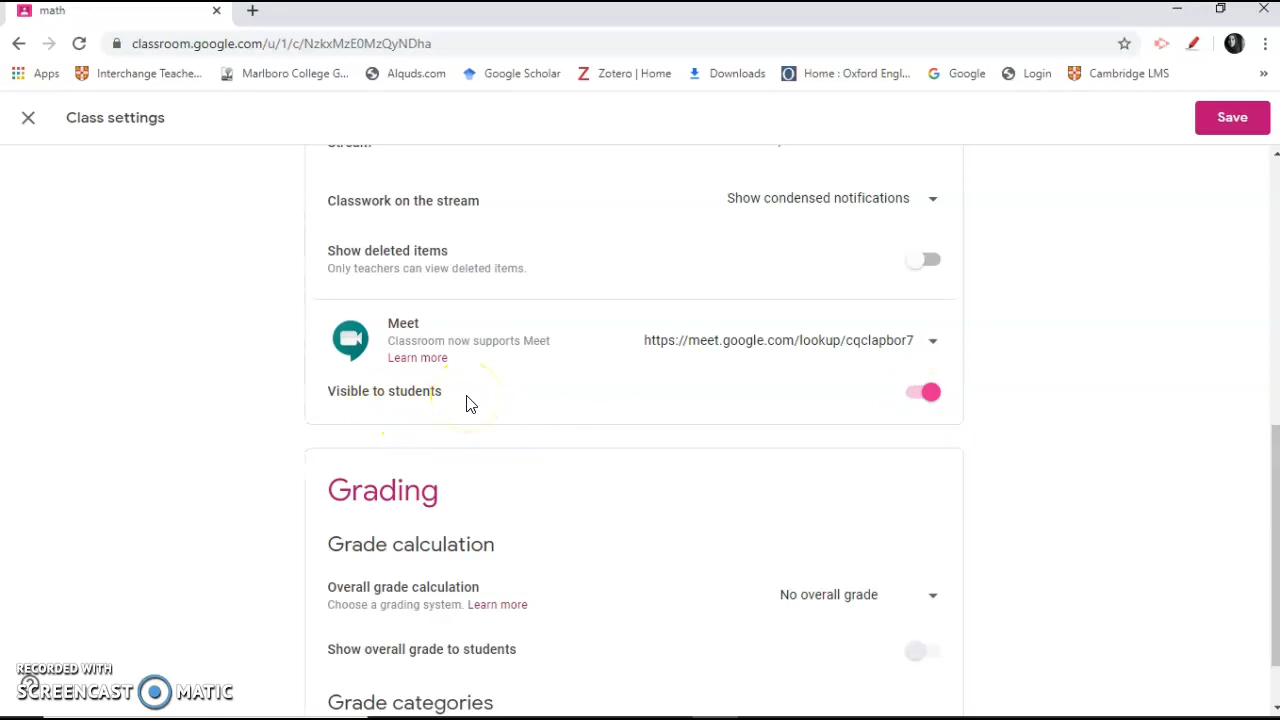 math
classroom.google.com/u/1/c/NzkxMzE0MzQyNDha
Apps Interchange Teache... Marlboro College G... Alquds.com Google Scholar Zotero | Home Downloads Home : Oxford Engl... Google Login Cambridge LMS »
Class settings Save
Stream
Classwork on the stream Show condensed notifications
Show deleted items
Only teachers can view deleted items.
Meet
Classroom now supports Meet https://meet.google.com/lookup/cqclapbor7
Learn more
Visible to students
Grading
Grade calculation
Overall grade calculation No overall grade
Choose a grading system. Learn more
Show overall grade to students
RECORDED WITH
SCREENCAST MATIC
Grade categories